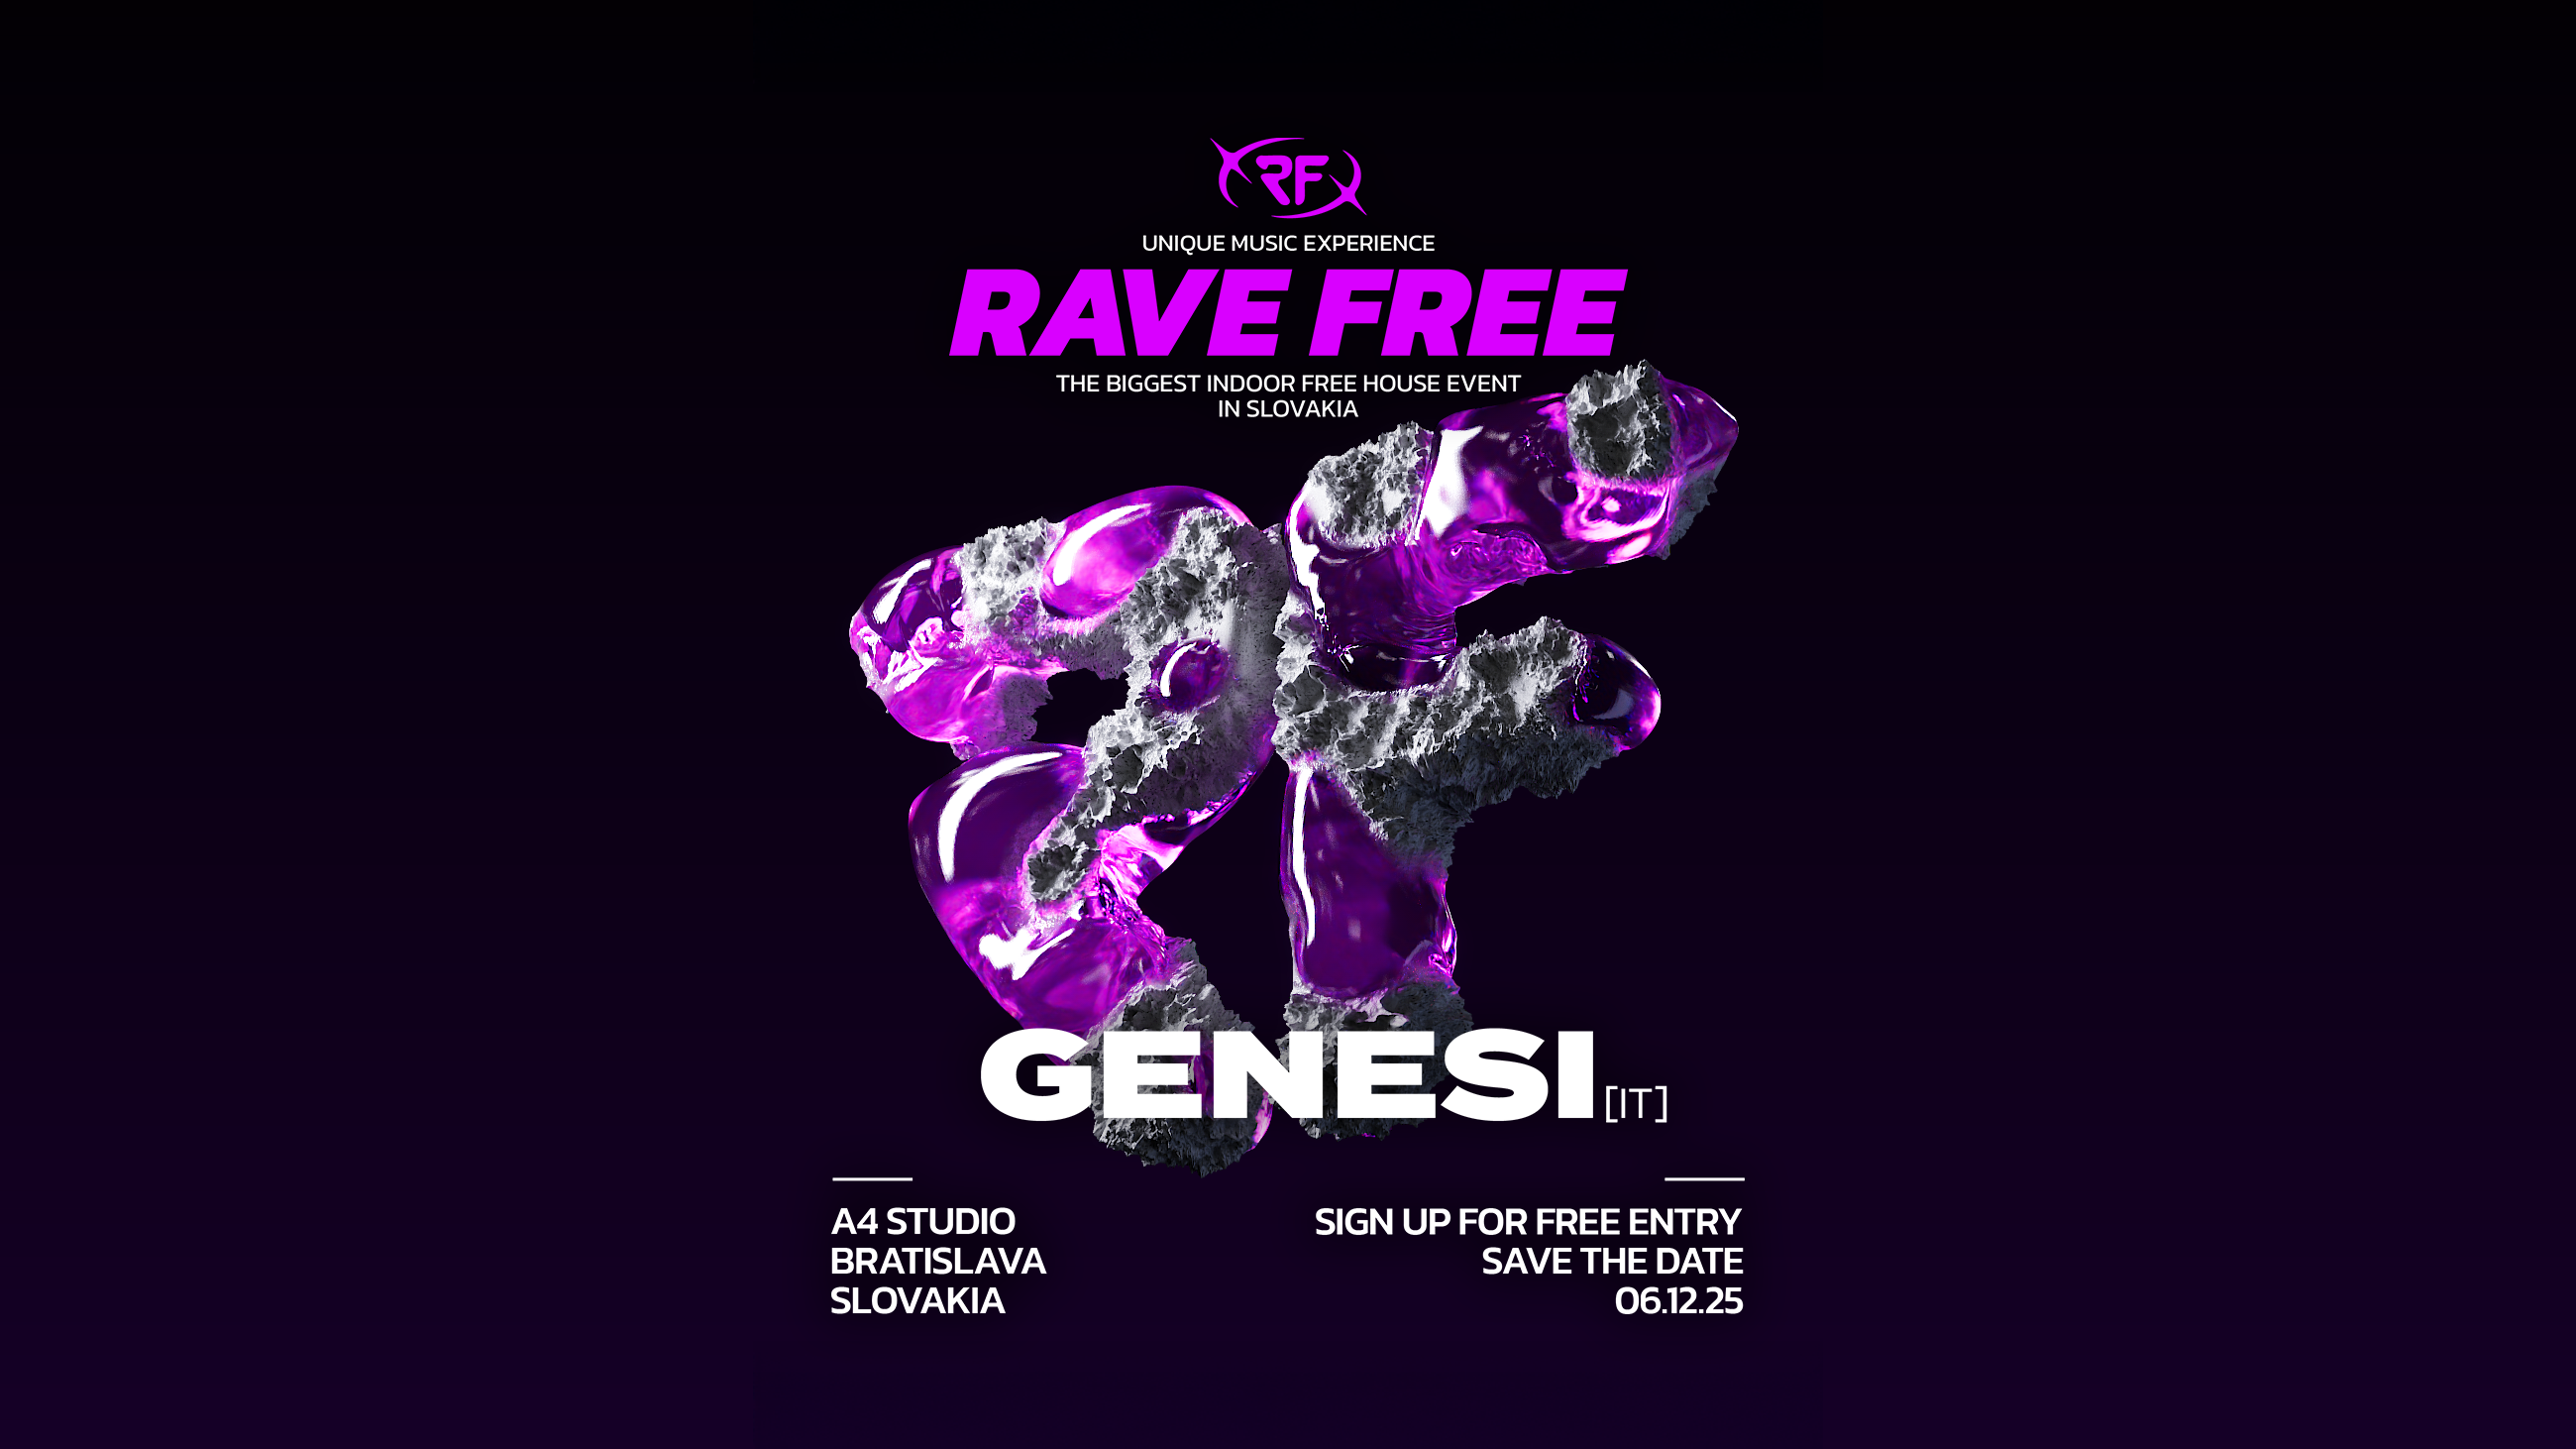 RF
UNIQUE MUSIC EXPERIENCE
RAVE FREE
THE BIGGEST INDOOR FREE HOUSE EVENT
IN SLOVAKIA
RF
GENESI [IT]
A4 STUDIO
BRATISLAVA
SLOVAKIA
SIGN UP FOR FREE ENTRY
SAVE THE DATE
06.12.25